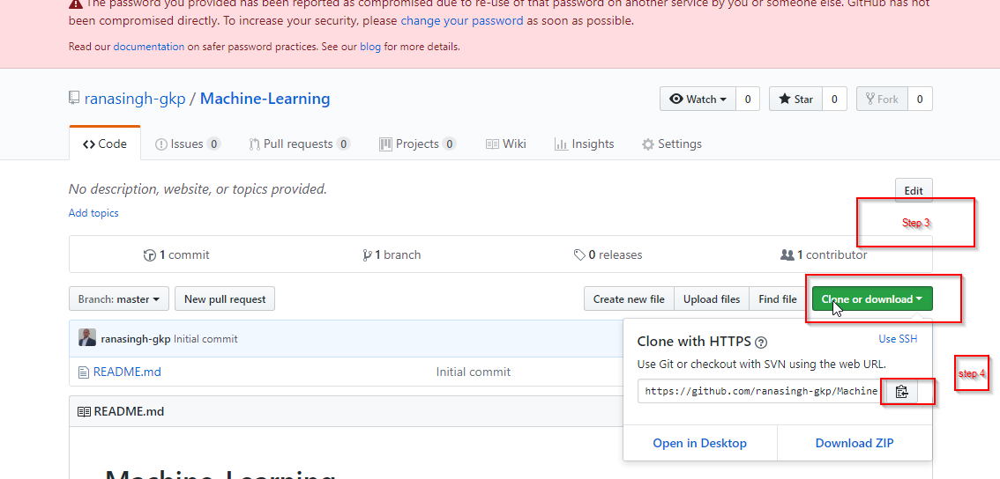 The password you provided has been reported as compromised due to re-use of that password on another service by you or someone else. GitHub has not
been compromised directly. To increase your security, please change your password as soon as possible.
Read our documentation on safer password practices. See our blog for more details.
ranasingh-gkp / Machine-Learning
Watch 0 Star 0 Fork 0
Code Issues 0 Pull requests 0 Projects 0 Wiki Insights Settings
No description, website, or topics provided.
Edit
Add topics
Step 3
1 commit 1 branch 0 releases 1 contributor
Branch: master New pull request Create new file Upload files Find file Clone or download
ranasingh-gkp Initial commit
Clone with HTTPS ? Use SSH
Use Git or checkout with SVN using the web URL.
README.md Initial commit
step 4
https://github.com/ranasingh-gkp/Machine
README.md
Open in Desktop Download ZIP
Machine-Learning